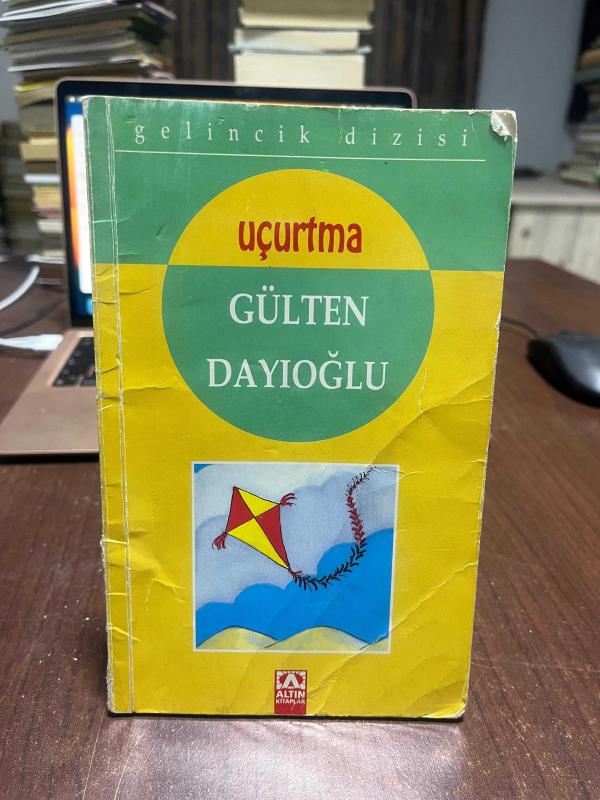 gelincik dizisi
uçurtma
GÜLTEN
DAYIOĞLU
ALTIN
KİTAPLAR